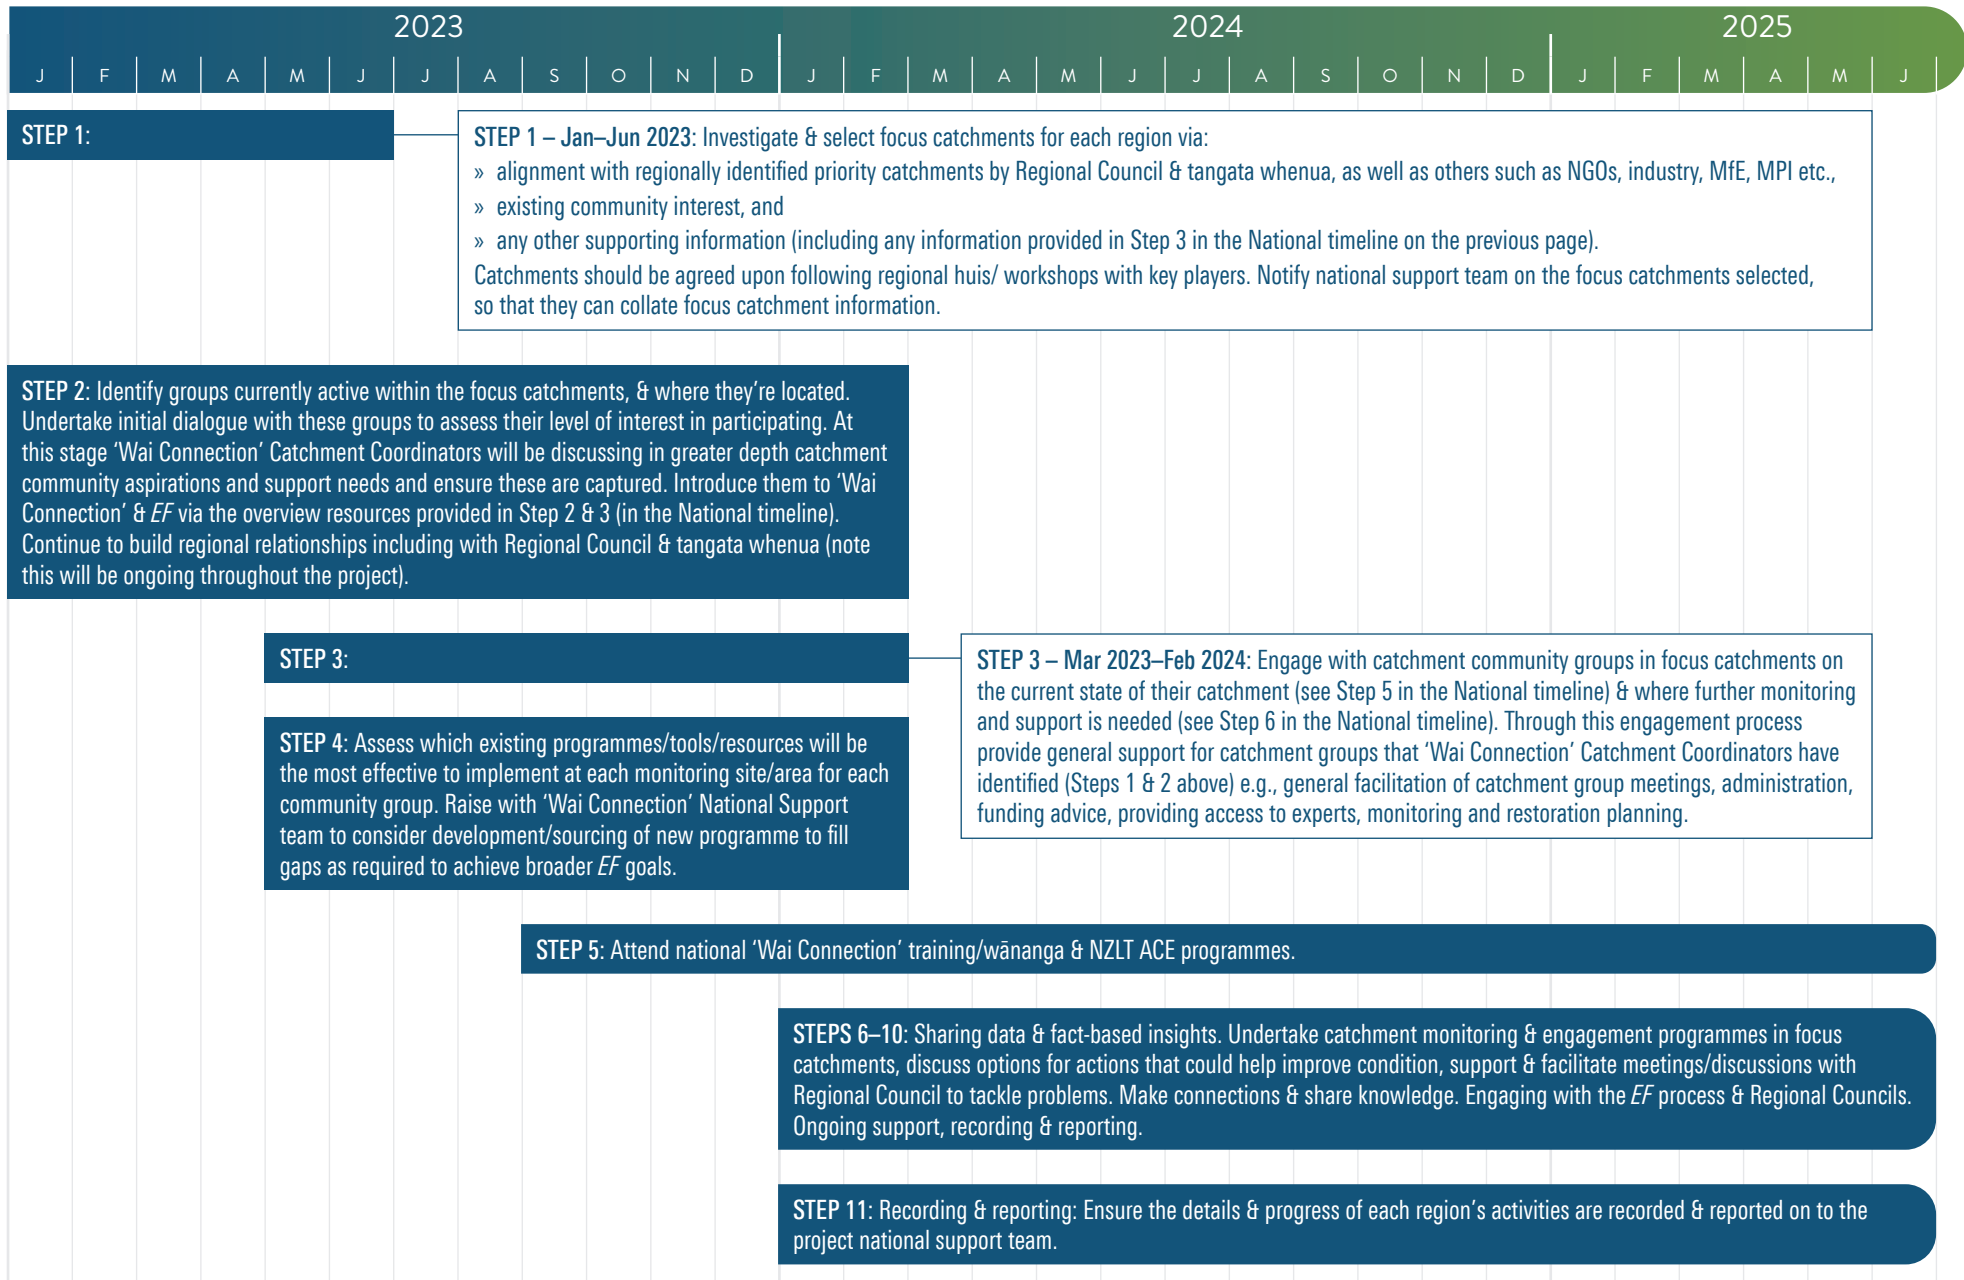 2023 2024 2025
J F M A M J J A S O N D J F M A M J J A S O N D J F M A M J
STEP 1:
STEP 1 – Jan–Jun 2023: Investigate & select focus catchments for each region via:
» alignment with regionally identified priority catchments by Regional Council & tangata whenua, as well as others such as NGOs, industry, MfE, MPI etc.,
» existing community interest, and
» any other supporting information (including any information provided in Step 3 in the National timeline on the previous page).
Catchments should be agreed upon following regional huis/ workshops with key players. Notify national support team on the focus catchments selected,
so that they can collate focus catchment information.
STEP 2: Identify groups currently active within the focus catchments, & where they’re located.
Undertake initial dialogue with these groups to assess their level of interest in participating. At
this stage ‘Wai Connection’ Catchment Coordinators will be discussing in greater depth catchment
community aspirations and support needs and ensure these are captured. Introduce them to ‘Wai
Connection’ & EF via the overview resources provided in Step 2 & 3 (in the National timeline).
Continue to build regional relationships including with Regional Council & tangata whenua (note
this will be ongoing throughout the project).
STEP 3:
STEP 3 – Mar 2023–Feb 2024: Engage with catchment community groups in focus catchments on
the current state of their catchment (see Step 5 in the National timeline) & where further monitoring
and support is needed (see Step 6 in the National timeline). Through this engagement process
provide general support for catchment groups that ‘Wai Connection’ Catchment Coordinators have
identified (Steps 1 & 2 above) e.g., general facilitation of catchment group meetings, administration,
funding advice, providing access to experts, monitoring and restoration planning.
STEP 4: Assess which existing programmes/tools/resources will be
the most effective to implement at each monitoring site/area for each
community group. Raise with ‘Wai Connection’ National Support
team to consider development/sourcing of new programme to fill
gaps as required to achieve broader EF goals.
STEP 5: Attend national ‘Wai Connection’ training/wānanga & NZLT ACE programmes.
STEPS 6–10: Sharing data & fact-based insights. Undertake catchment monitoring & engagement programmes in focus
catchments, discuss options for actions that could help improve condition, support & facilitate meetings/discussions with
Regional Council to tackle problems. Make connections & share knowledge. Engaging with the EF process & Regional Councils.
Ongoing support, recording & reporting.
STEP 11: Recording & reporting: Ensure the details & progress of each region’s activities are recorded & reported on to the
project national support team.